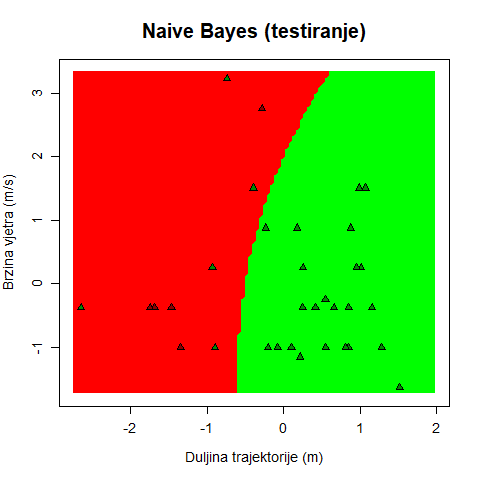 Naive Bayes (testiranje)
Brzina vjetra (m/s)
3
2
1
0
-1
-2 -1 0 1 2
Duljina trajektorije (m)